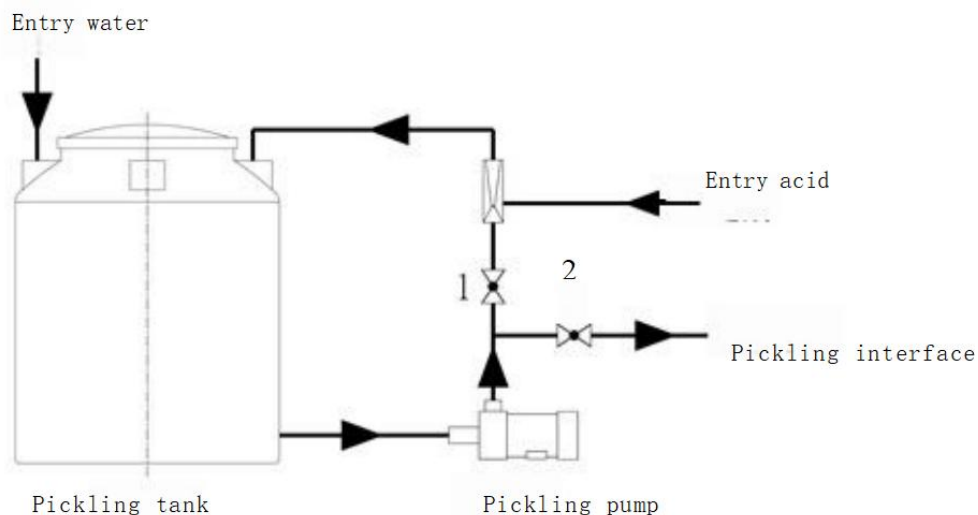 Entry water
Entry acid
1
2
Pickling interface
Pickling tank
Pickling pump